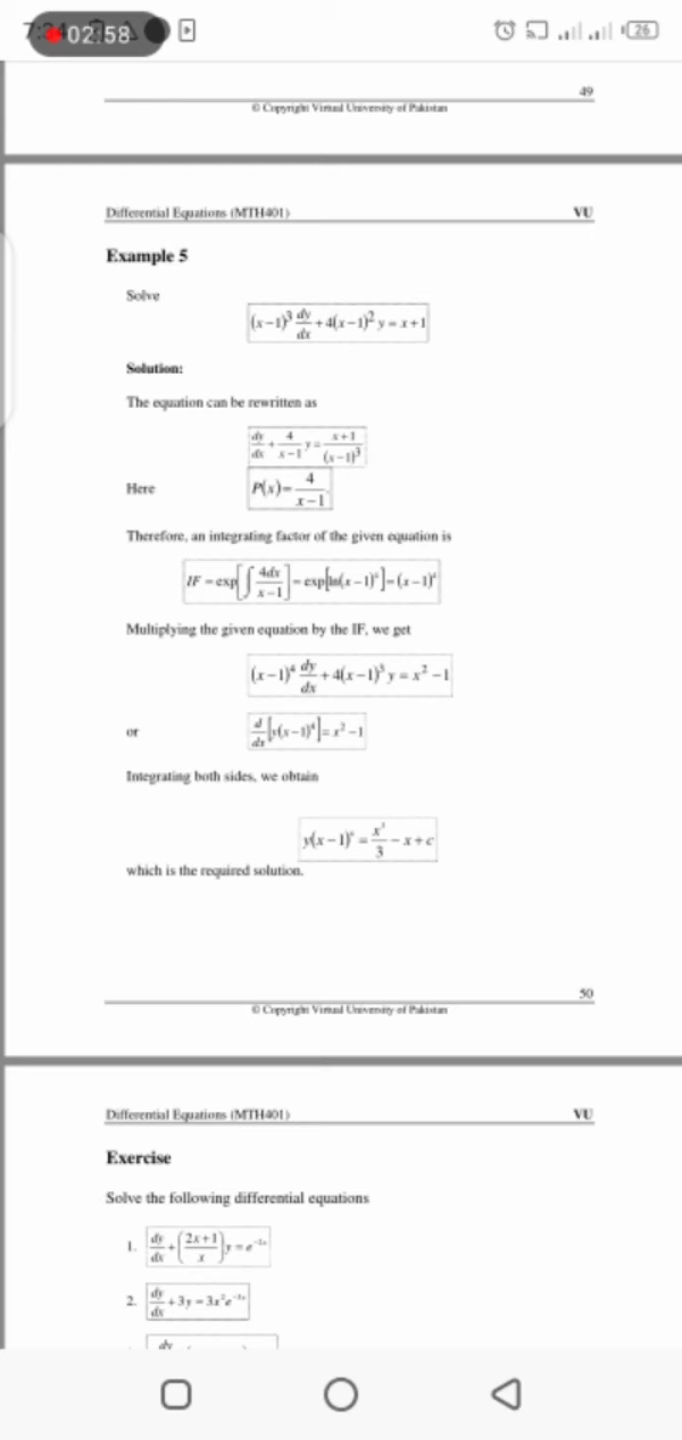 02:58
26
49
© Copyright Virtual University of Pakistan
Differential Equations (MTH401) VU
Example 5
Solve
(x−1)³ dy/dx + 4(x−1)² y = x+1
Solution:
The equation can be rewritten as
dy/dx + 4/(x−1) y = (x+1)/(x−1)³
Here P(x) = 4/(x−1)
Therefore, an integrating factor of the given equation is
IF = exp[∫ 4dx/(x−1)] = exp[ln(x−1)⁴] = (x−1)⁴
Multiplying the given equation by the IF, we get
(x−1)⁴ dy/dx + 4(x−1)³ y = x² −1
or d/dx [y(x−1)⁴] = x² −1
Integrating both sides, we obtain
y(x−1)⁴ = x³/3 − x + c
which is the required solution.
50
© Copyright Virtual University of Pakistan
Differential Equations (MTH401) VU
Exercise
Solve the following differential equations
1. dy/dx + ((2x+1)/x) y = e⁻²ˣ
2. dy/dx + 3y = 3x²e⁻³ˣ